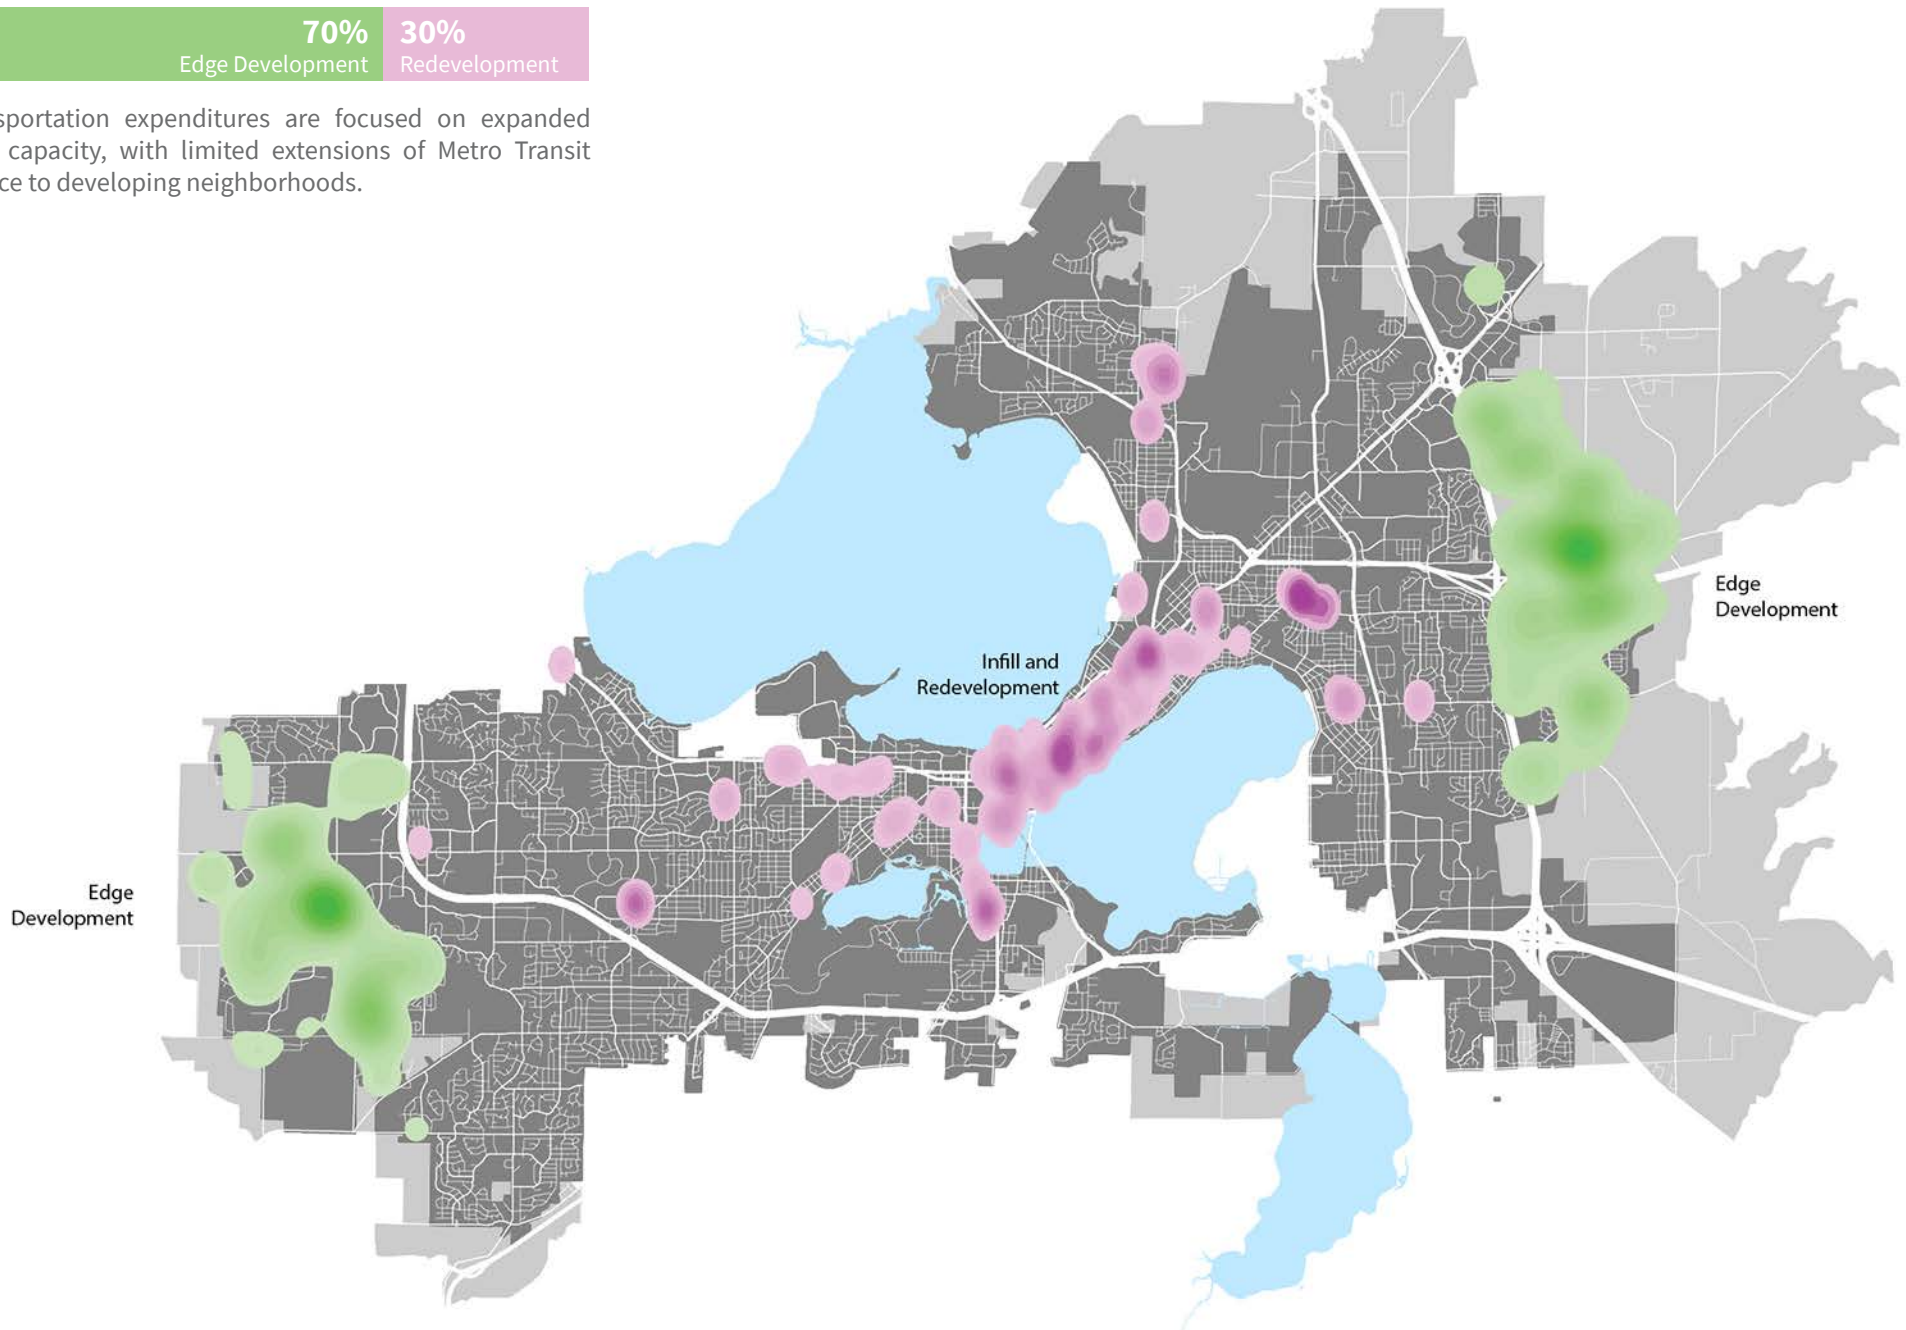 70%
Edge Development
30%
Redevelopment
sportation expenditures are focused on expanded
capacity, with limited extensions of Metro Transit
ce to developing neighborhoods.
Edge
Development
Infill and
Redevelopment
Edge
Development